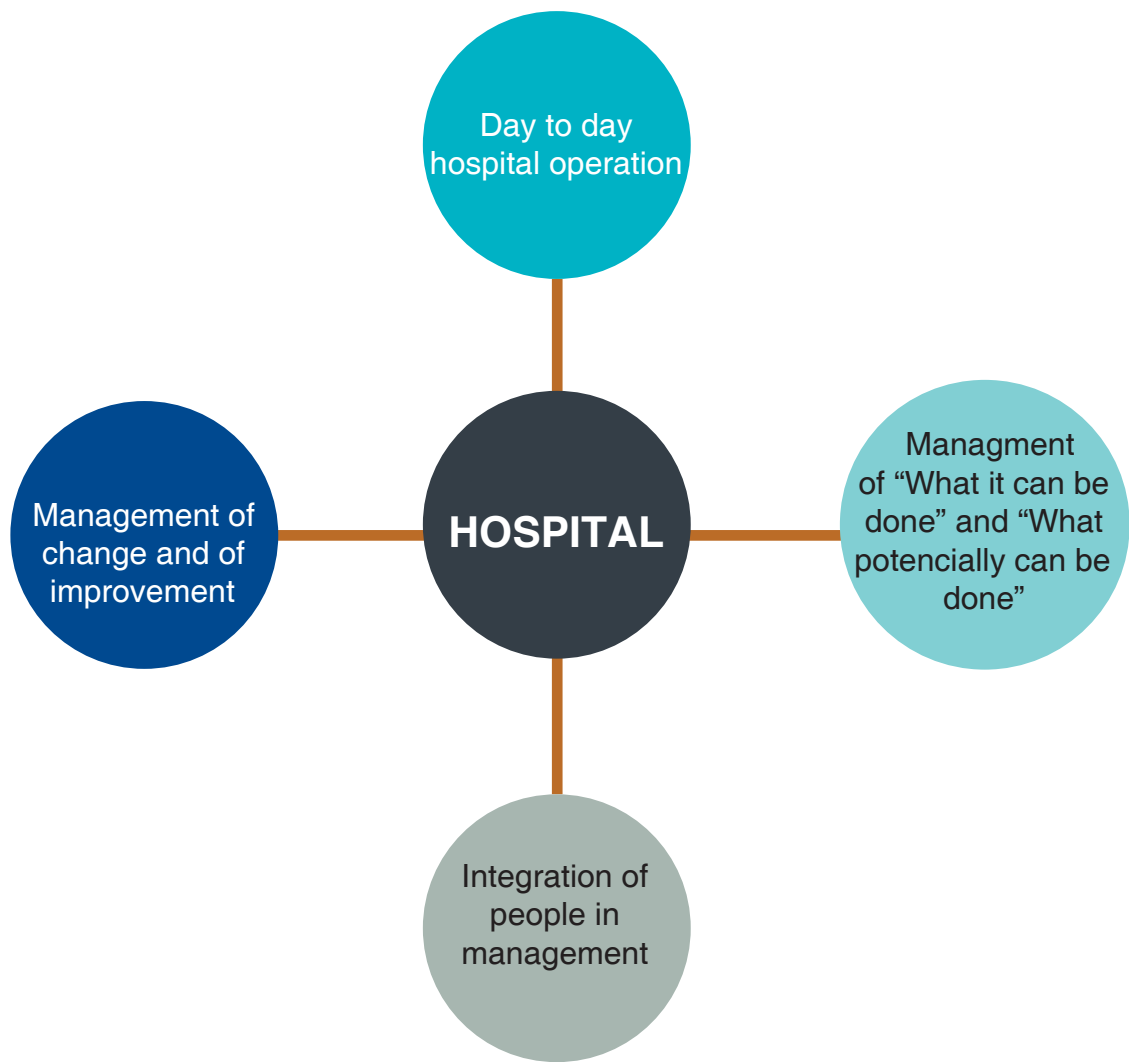 Day to day
hospital operation
Management of
change and of
improvement
HOSPITAL
Managment
of “What it can be
done” and “What
potencially can be
done”
Integration of
people in
management